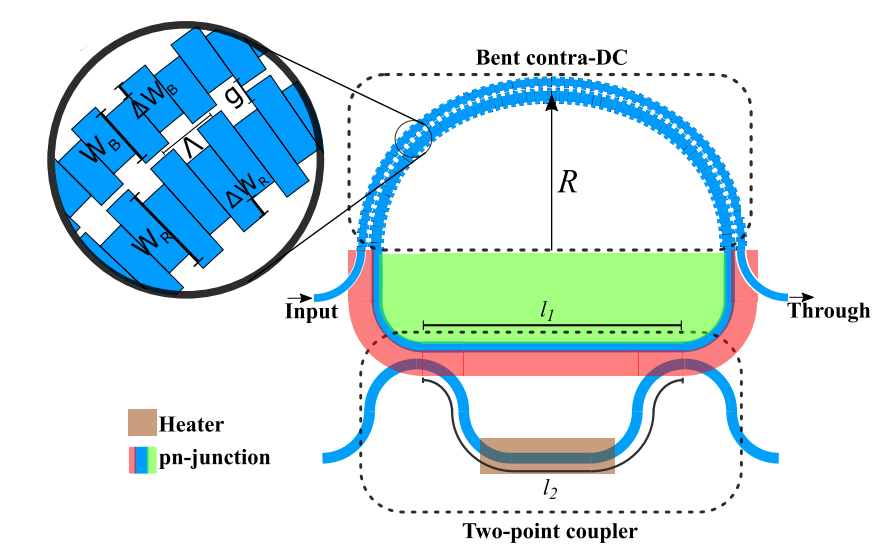 Bent contra-DC
W_B
ΔW_B
g
Λ
ΔW_R
W_R
R
Input
Through
l_1
Heater
pn-junction
l_2
Two-point coupler